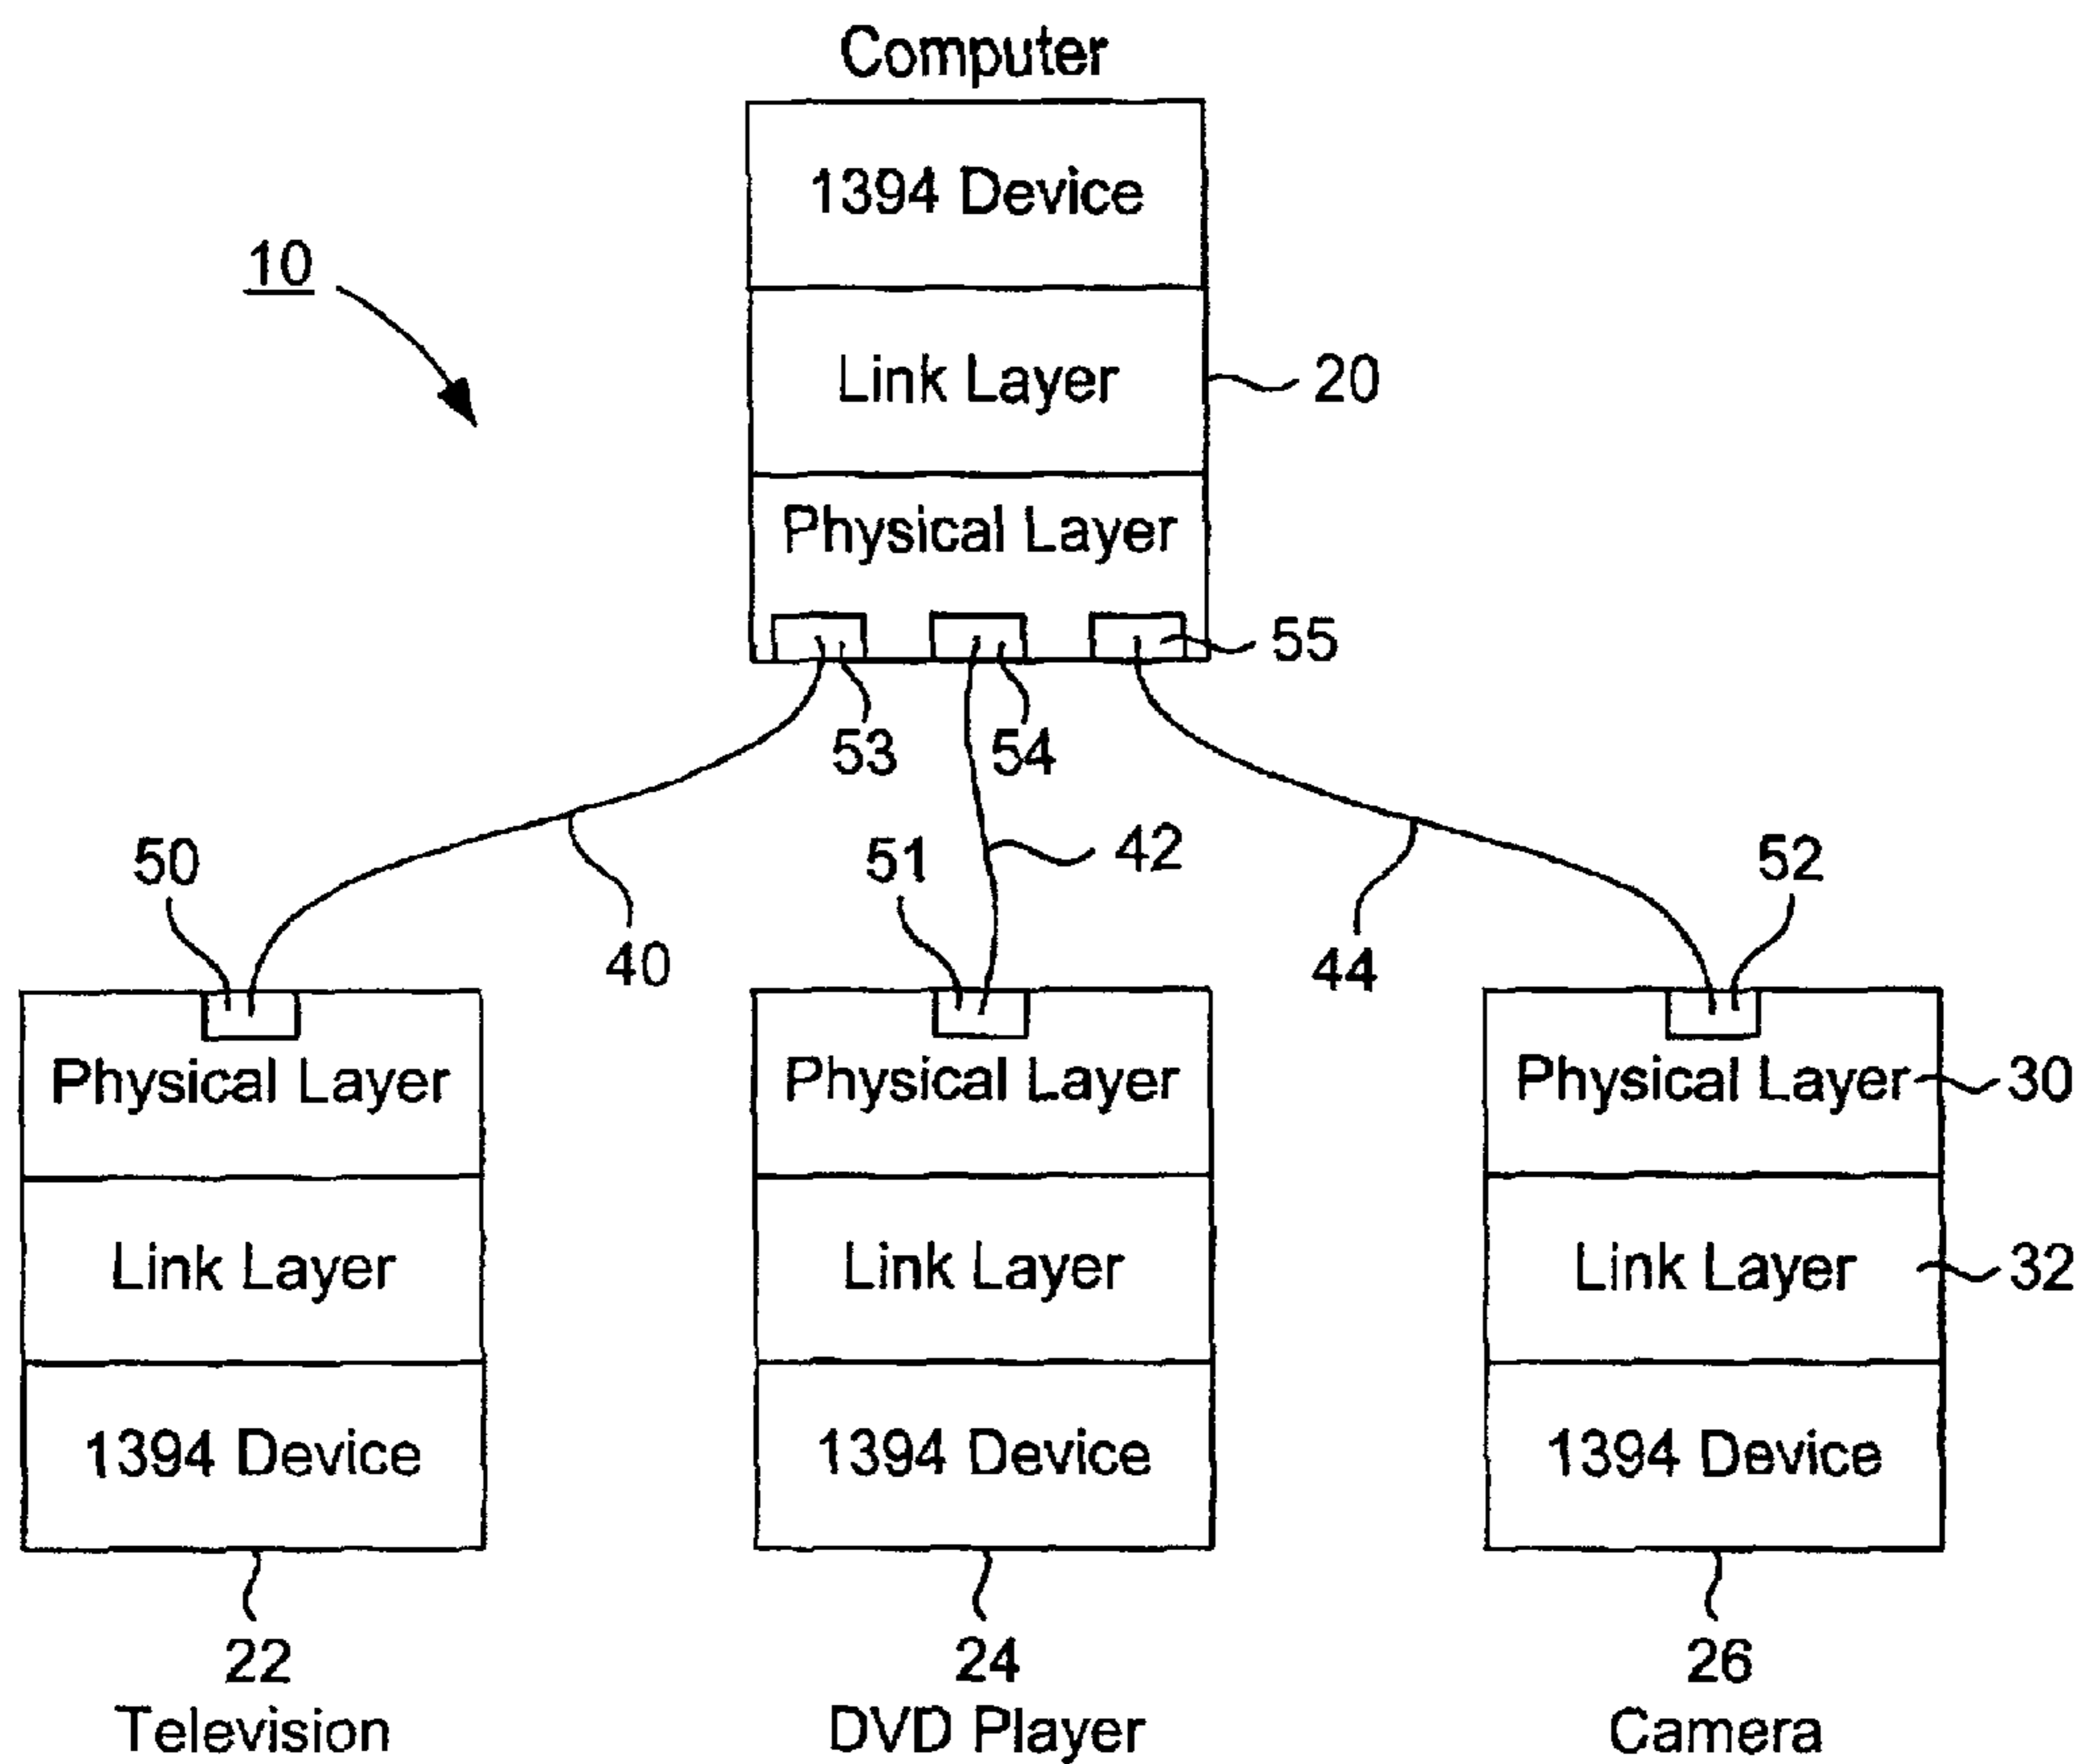 Computer
1394 Device
10
Link Layer
20
Physical Layer
55
53
54
50
51
42
52
40
44
Physical Layer
Physical Layer
Physical Layer
30
Link Layer
Link Layer
Link Layer
32
1394 Device
1394 Device
1394 Device
22
24
26
Television
DVD Player
Camera